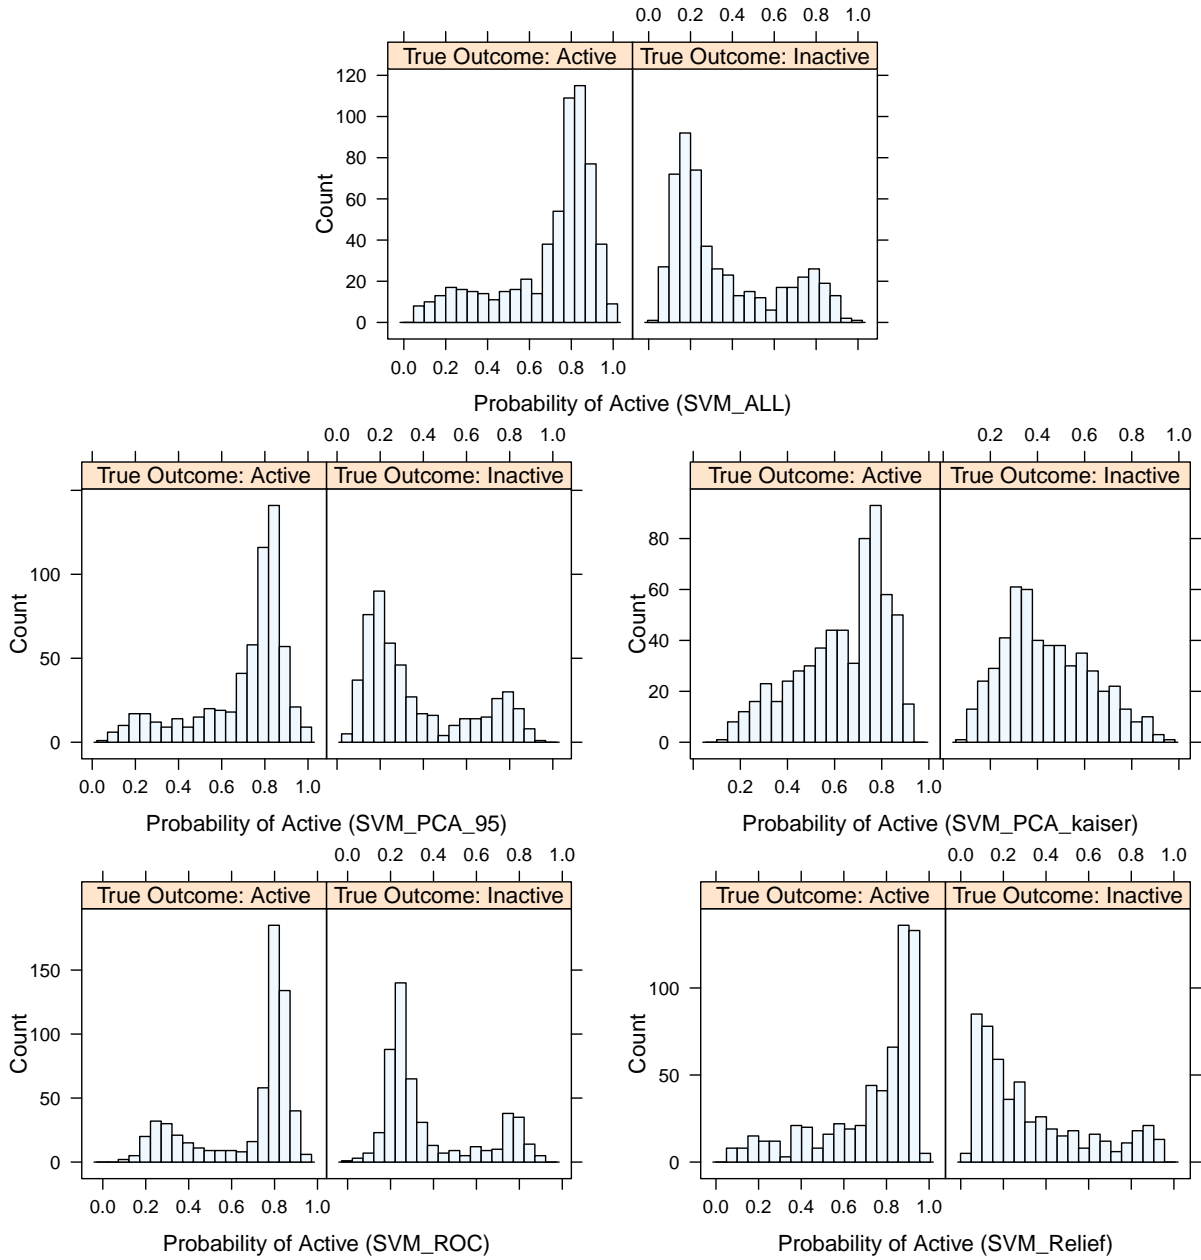 0.0 0.2 0.4 0.6 0.8 1.0
True Outcome: Active True Outcome: Inactive
120
100
80
60
40
20
0
Count
0.0 0.2 0.4 0.6 0.8 1.0
Probability of Active (SVM_ALL)
0.0 0.2 0.4 0.6 0.8 1.0
True Outcome: Active True Outcome: Inactive
100
50
0
Count
0.0 0.2 0.4 0.6 0.8 1.0
Probability of Active (SVM_PCA_95)
0.2 0.4 0.6 0.8 1.0
True Outcome: Active True Outcome: Inactive
80
60
40
20
0
Count
0.2 0.4 0.6 0.8 1.0
Probability of Active (SVM_PCA_kaiser)
0.0 0.2 0.4 0.6 0.8 1.0
True Outcome: Active True Outcome: Inactive
150
100
50
0
Count
0.0 0.2 0.4 0.6 0.8 1.0
Probability of Active (SVM_ROC)
0.0 0.2 0.4 0.6 0.8 1.0
True Outcome: Active True Outcome: Inactive
100
50
0
Count
0.0 0.2 0.4 0.6 0.8 1.0
Probability of Active (SVM_Relief)